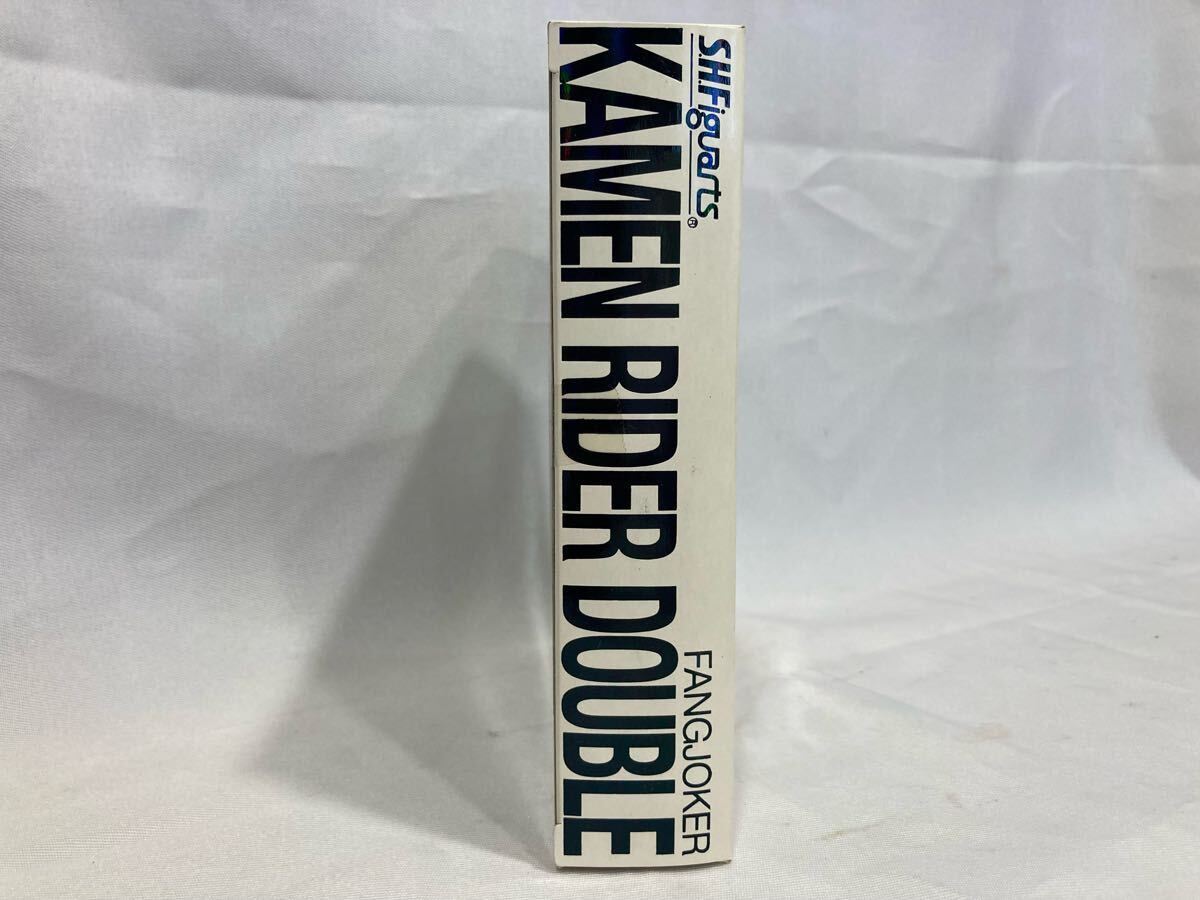 S.H.Figuarts®
KAMEN RIDER DOUBLE
FANGJOKER